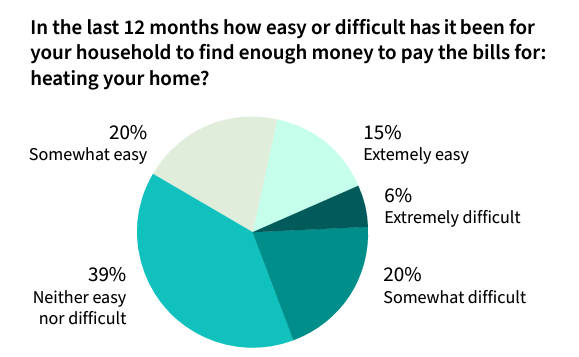 In the last 12 months how easy or difficult has it been for
your household to find enough money to pay the bills for:
heating your home?
20%
Somewhat easy
15%
Extemely easy
6%
Extremely difficult
39%
Neither easy
nor difficult
20%
Somewhat difficult